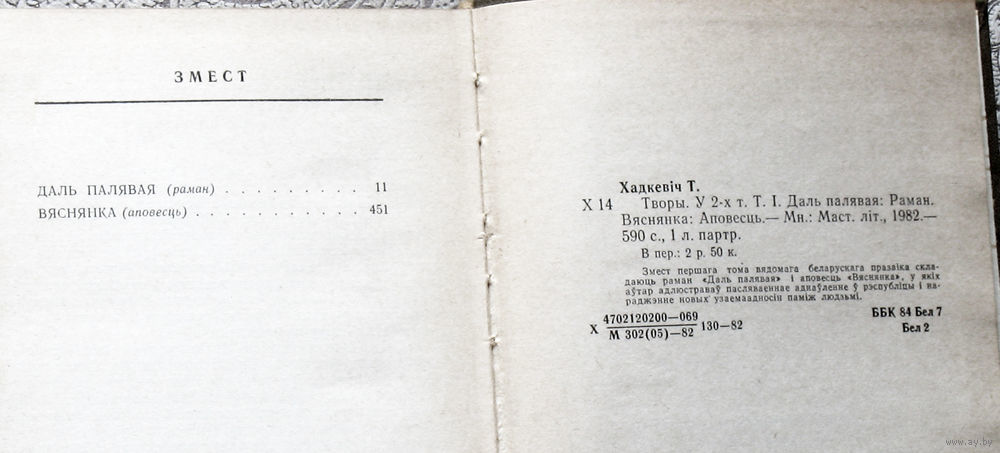 ЗМЕСТ
ДАЛЬ ПАЛЯВАЯ (раман) . . . . . . . . . 11
ВЯСНЯНКА (аповесць) . . . . . . . . . . . 451
Хадкевіч Т.
Х 14 Творы. У 2-х т. Т. I. Даль палявая: Раман.
Вяснянка: Аповесць.— Мн.: Маст. літ., 1982.—
590 с., 1 л. партр.
В пер.: 2 р. 50 к.
Змест першага тома вядомага беларускага празаіка скла-
даюць раман «Даль палявая» і аповесць «Вяснянка», у якіх
аўтар адлюстраваў пасляваеннае аднаўленне ў рэспубліцы і на-
раджэнне новых узаемаадносін паміж людзьмі.
Х 4702120200—069 130—82
М 302(05)—82
ББК 84 Бел 7
Бел 2
www.ay.by